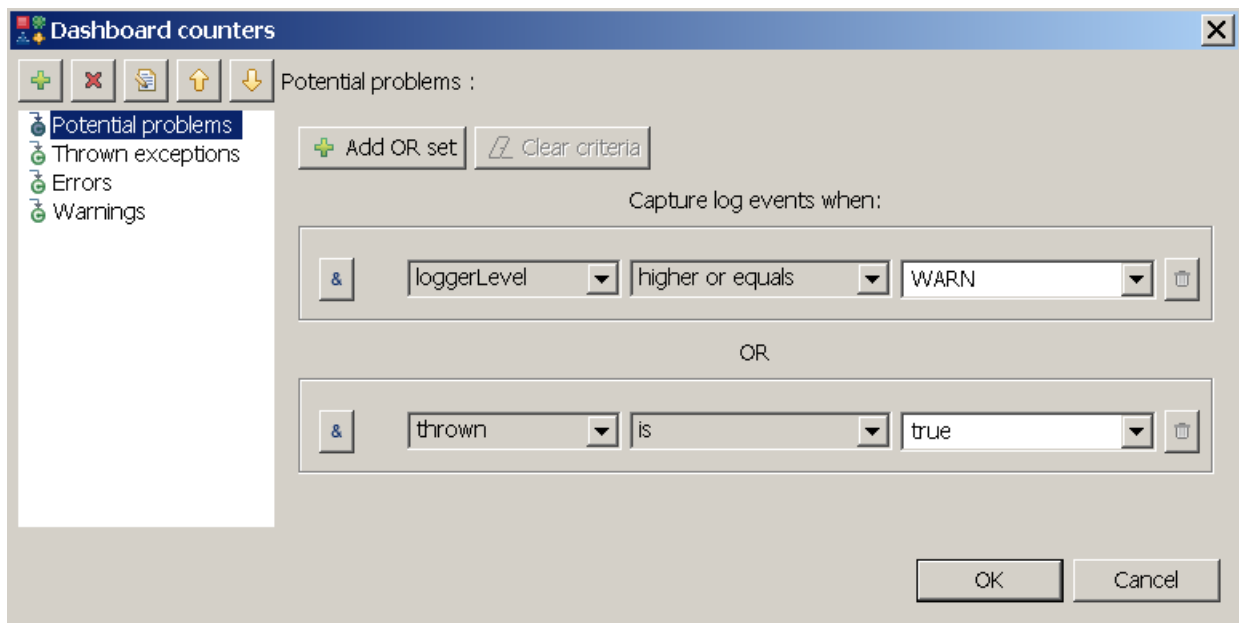 Dashboard counters
Potential problems :
Potential problems
Thrown exceptions
Errors
Warnings
Add OR set
Clear criteria
Capture log events when:
& loggerLevel higher or equals WARN
OR
& thrown is true
OK Cancel